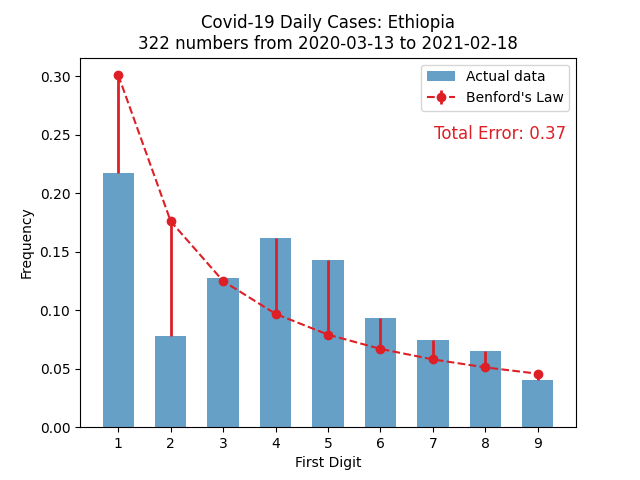 Covid-19 Daily Cases: Ethiopia
322 numbers from 2020-03-13 to 2021-02-18
Actual data
Benford's Law
Total Error: 0.37
0.30
0.25
0.20
0.15
0.10
0.05
0.00
Frequency
1 2 3 4 5 6 7 8 9
First Digit